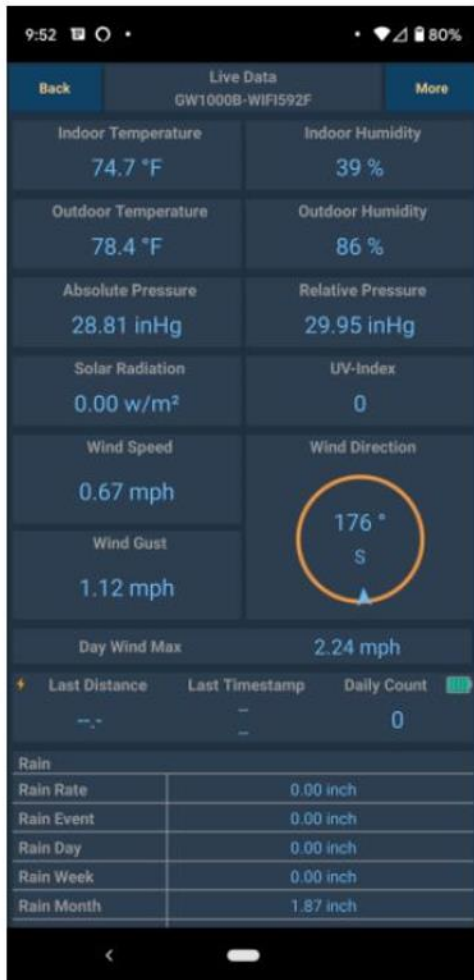 9:52 80%
Back Live Data More
GW1000B-WIFI592F
Indoor Temperature Indoor Humidity
74.7 °F 39 %
Outdoor Temperature Outdoor Humidity
78.4 °F 86 %
Absolute Pressure Relative Pressure
28.81 inHg 29.95 inHg
Solar Radiation UV-Index
0.00 w/m² 0
Wind Speed Wind Direction
0.67 mph
176 °
S
Wind Gust
1.12 mph
Day Wind Max 2.24 mph
Last Distance Last Timestamp Daily Count
--.- -- 0
--
Rain
Rain Rate 0.00 inch
Rain Event 0.00 inch
Rain Day 0.00 inch
Rain Week 0.00 inch
Rain Month 1.87 inch